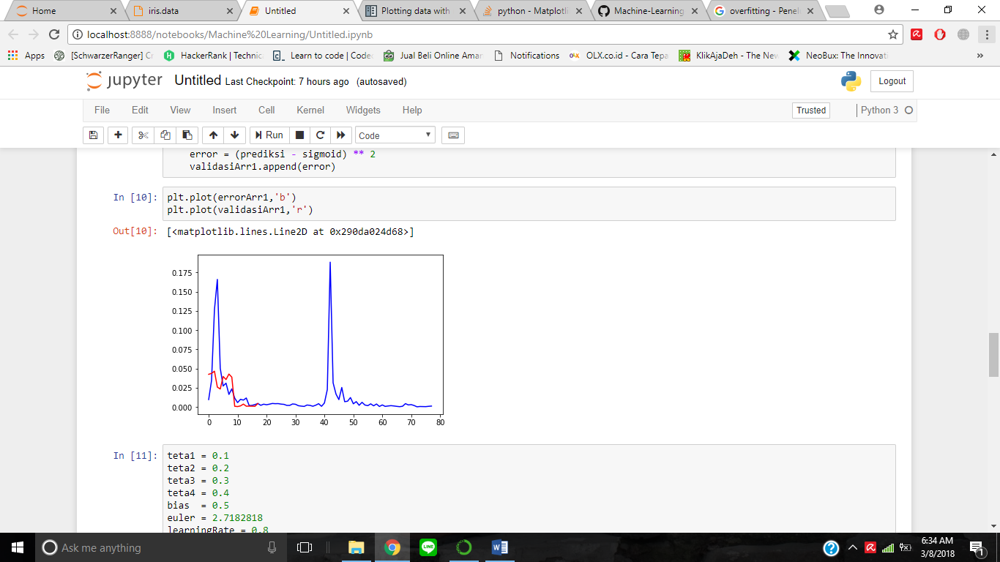 Home
iris.data
Untitled
Plotting data with
python - Matplotli
Machine-Learning
overfitting - Penel
localhost:8888/notebooks/Machine%20Learning/Untitled.ipynb
Apps
[SchwarzerRanger] Cr
HackerRank | Technic
Learn to code | Codec
Jual Beli Online Aman
Notifications
OLX.co.id - Cara Tepa
KlikAjaDeh - The New
NeoBux: The Innovati
»
jupyter Untitled Last Checkpoint: 7 hours ago (autosaved)
Logout
File Edit View Insert Cell Kernel Widgets Help
Trusted
Python 3
Run
Code
error = (prediksi - sigmoid) ** 2
validasiArr1.append(error)
In [10]:
plt.plot(errorArr1,'b')
plt.plot(validasiArr1,'r')
Out[10]: [<matplotlib.lines.Line2D at 0x290da024d68>]
0.175
0.150
0.125
0.100
0.075
0.050
0.025
0.000
0 10 20 30 40 50 60 70 80
In [11]:
teta1 = 0.1
teta2 = 0.2
teta3 = 0.3
teta4 = 0.4
bias  = 0.5
euler = 2.7182818
learningRate = 0.8
Ask me anything
LINE
6:34 AM
3/8/2018
1